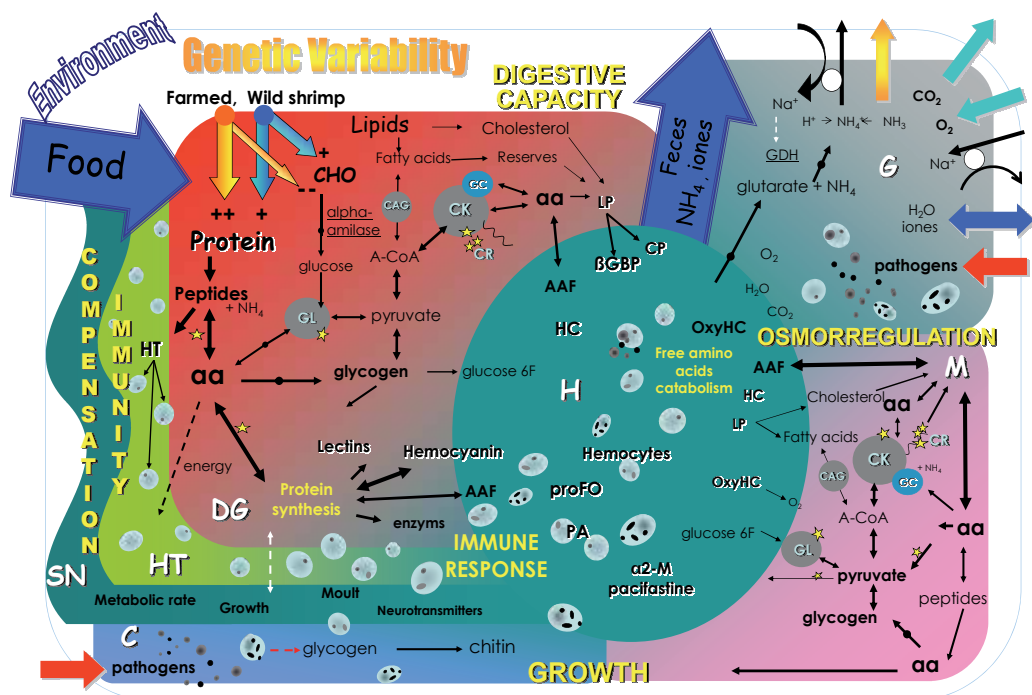 Environment
Genetic Variability
Farmed, Wild shrimp
DIGESTIVE
CAPACITY
Food
Feces
NH4, iones
Lipids
Cholesterol
Fatty acids
Reserves
+
CHO
--
++
+
Protein
alpha-
amilase
CAG
GC
CK
CR
aa
LP
CP
ßGBP
AAF
A-CoA
glucose
Peptides
+ NH4
GL
pyruvate
HT
aa
glycogen
glucose 6F
HC
OxyHC
Free amino
acids
catabolism
H
Lectins
Hemocyanin
Hemocytes
energy
DG
Protein
synthesis
AAF
enzyms
proFO
PA
IMMUNE
RESPONSE
α2-M
pacifastine
COMPENSATION
IMMUNITY
SN
HT
Metabolic rate
Growth
Moult
Neurotransmitters
C
pathogens
glycogen
chitin
GROWTH
Na+
H+
NH4
NH3
GDH
glutarate + NH4
CO2
O2
G
Na+
H2O
iones
pathogens
O2
H2O
CO2
OSMORREGULATION
AAF
M
HC
Cholesterol
aa
LP
Fatty acids
CR
CK
+ NH4
CAG
GC
OxyHC
O2
A-CoA
aa
glucose 6F
GL
pyruvate
peptides
glycogen
aa